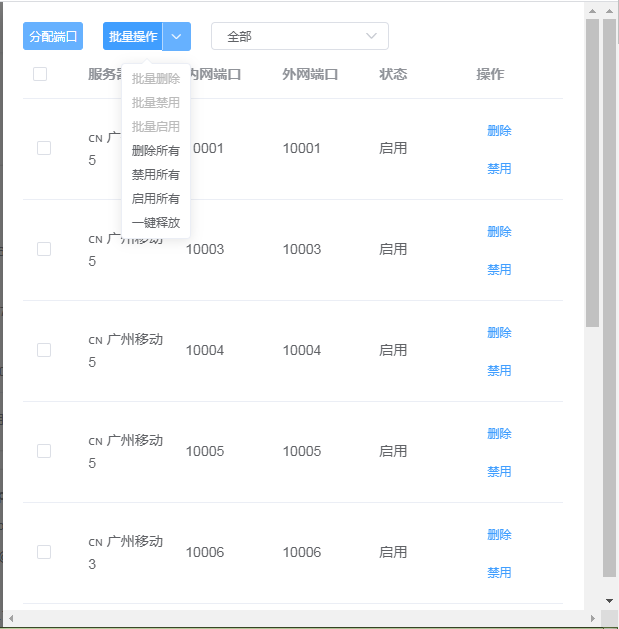 分配端口 批量操作 全部
服务器 内网端口 外网端口 状态 操作
批量删除
批量禁用
批量启用
删除所有
禁用所有
启用所有
一键释放
CN 广
5
0001 10001 启用
删除
禁用
CN 广州移动
5
10003 10003 启用
删除
禁用
CN 广州移动
5
10004 10004 启用
删除
禁用
CN 广州移动
5
10005 10005 启用
删除
禁用
CN 广州移动
3
10006 10006 启用
删除
禁用